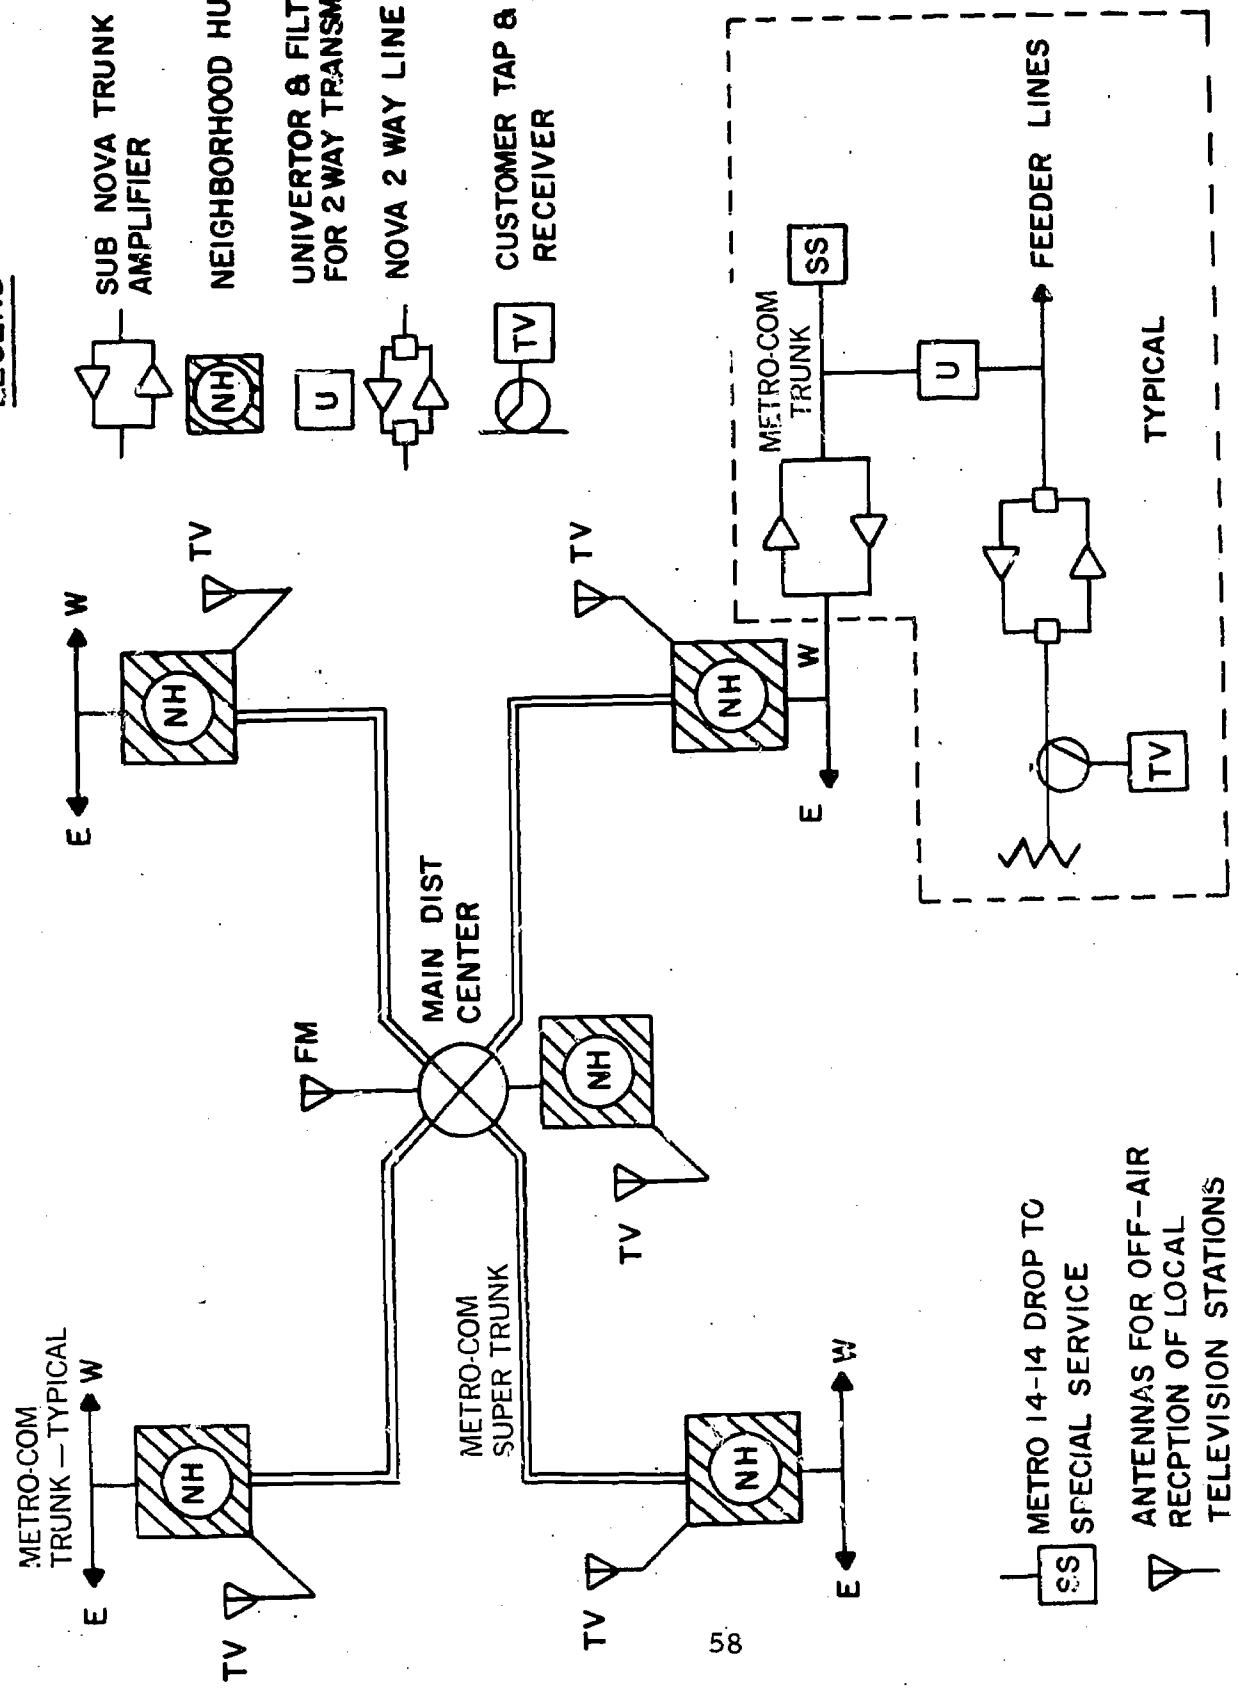 SUB NOVA TRUNK
AMPLIFIER
NH
NEIGHBORHOOD
U
UNIVERTOR &
FOR 2 WAY
NOVA 2 WAY LINE
TV
CUSTOMER TAP &
RECEIVER
METRO-COM
TRUNK — TYPICAL
E
W
NH
TV
E
W
NH
TV
FM
MAIN DIST
CENTER
NH
TV
METRO-COM
SUPER TRUNK
NH
TV
E
W
NH
TV
E
W
METRO-COM
TRUNK
SS
U
FEEDER LINES
TV
TYPICAL
SS
METRO 14-14 DROP TO
SPECIAL SERVICE
ANTENNAS FOR OFF-AIR
RECPTION OF LOCAL
TELEVISION STATIONS
58